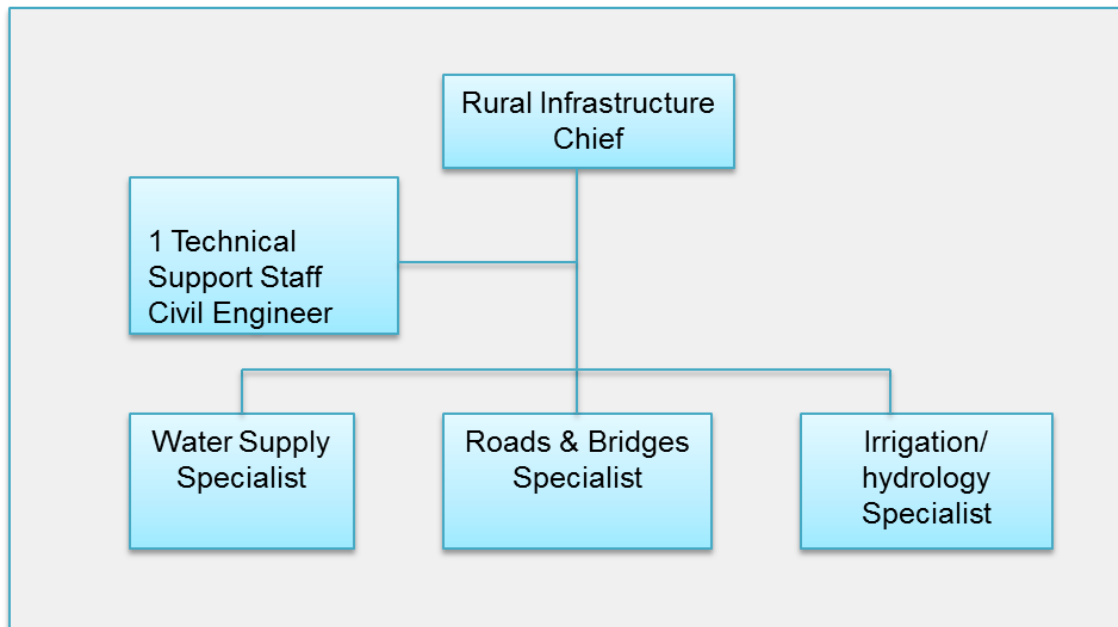 Rural Infrastructure
Chief
1 Technical
Support Staff
Civil Engineer
Water Supply
Specialist
Roads & Bridges
Specialist
Irrigation/
hydrology
Specialist